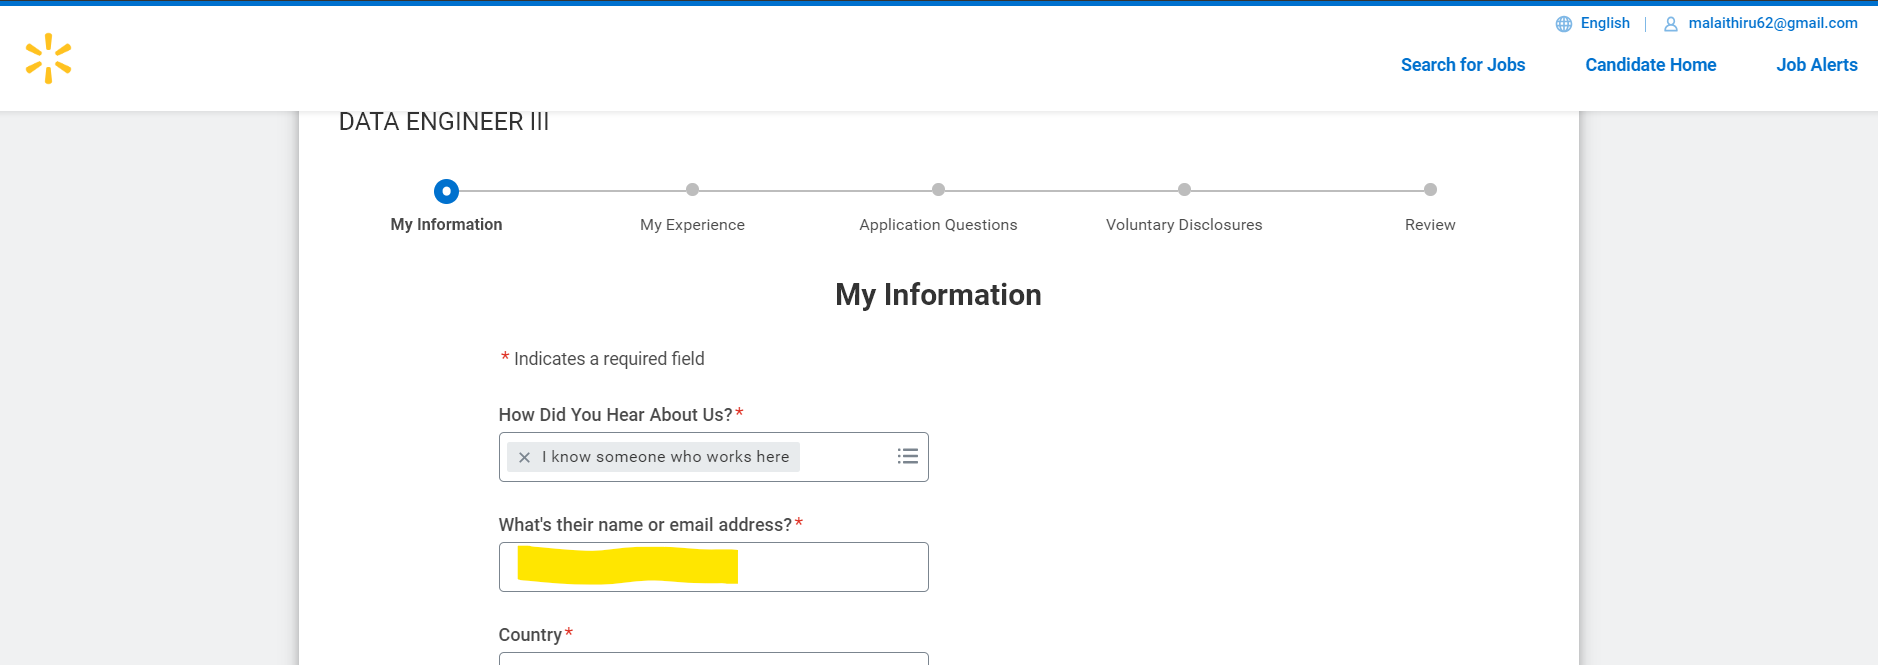 English
malaithiru62@gmail.com
Search for Jobs
Candidate Home
Job Alerts
DATA ENGINEER III
My Information
My Experience
Application Questions
Voluntary Disclosures
Review
My Information
* Indicates a required field
How Did You Hear About Us?*
I know someone who works here
What's their name or email address?*
Country*